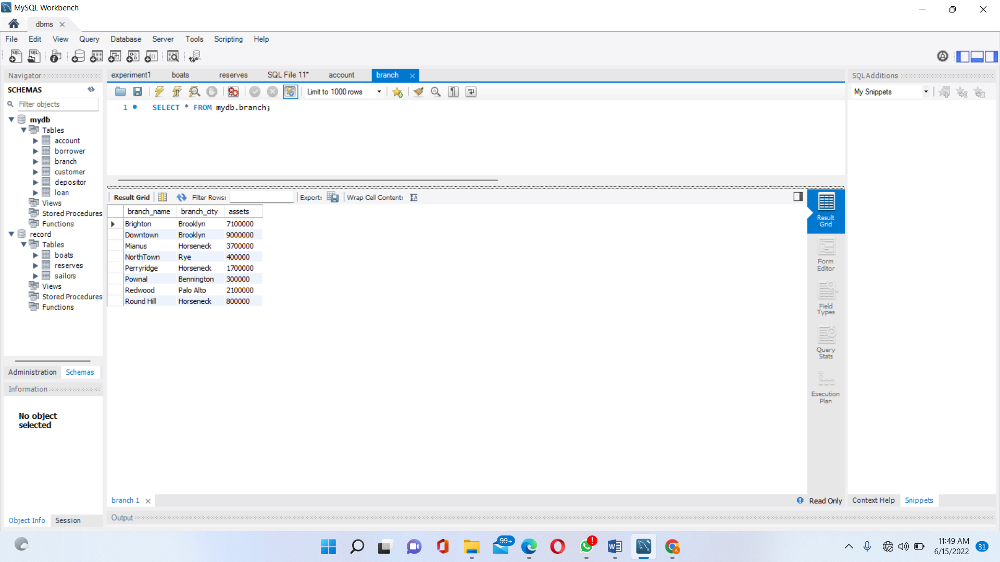 MySQL Workbench
dbms
File Edit View Query Database Server Tools Scripting Help
Navigator
SCHEMAS
Filter objects
mydb
Tables
account
borrower
branch
customer
depositor
loan
Views
Stored Procedures
Functions
record
Tables
boats
reserves
sailors
Views
Stored Procedures
Functions
Administration Schemas
Information
No object
selected
Object Info Session
experiment1 boats reserves SQL File 11* account branch
Limit to 1000 rows
1 SELECT * FROM mydb.branch;
Result Grid Filter Rows: Export: Wrap Cell Content:
branch_name branch_city assets
Brighton Brooklyn 7100000
Downtown Brooklyn 9000000
Mianus Horseneck 3700000
NorthTown Rye 400000
Perryridge Horseneck 1700000
Pownal Bennington 300000
Redwood Palo Alto 2100000
Round Hill Horseneck 800000
Result
Grid
Form
Editor
Field
Types
Query
Stats
Execution
Plan
branch 1
Read Only
Output
SQLAdditions
My Snippets
Context Help Snippets
99+
11:49 AM
6/15/2022
31